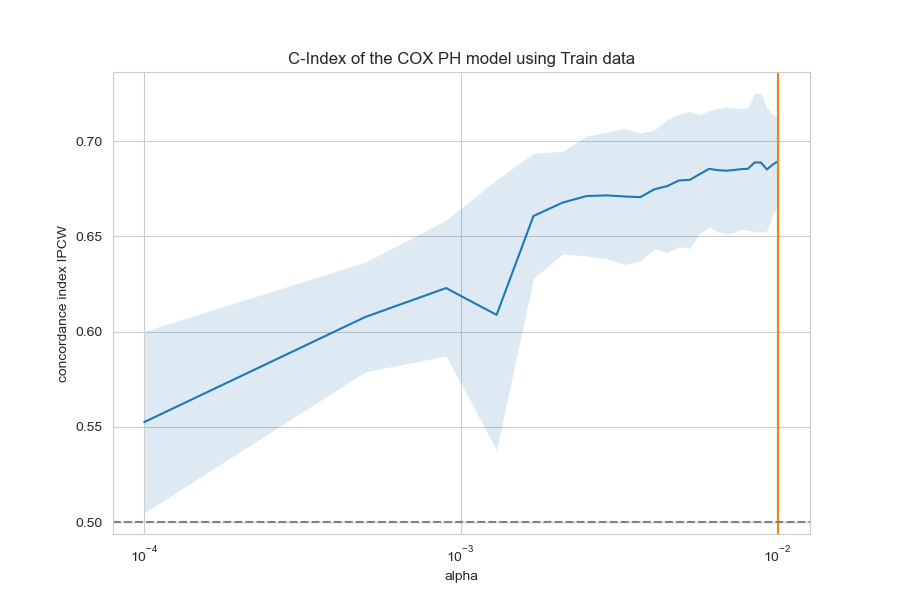 C-Index of the COX PH model using Train data
concordance index IPCW
0.70
0.65
0.60
0.55
0.50
10⁻⁴
10⁻³
10⁻²
alpha